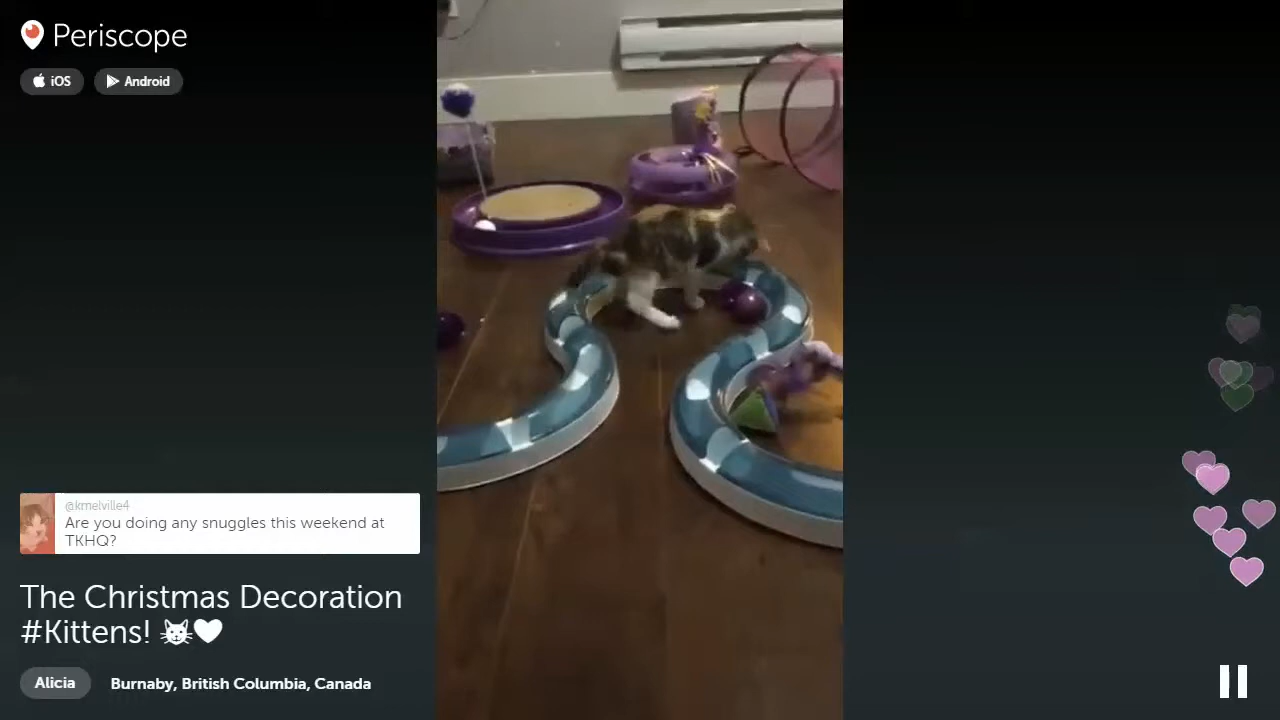 Periscope
iOS
Android
@kmelville4
Are you doing any snuggles this weekend at
TKHQ?
The Christmas Decoration
#Kittens! 🐱🤍
Alicia
Burnaby, British Columbia, Canada